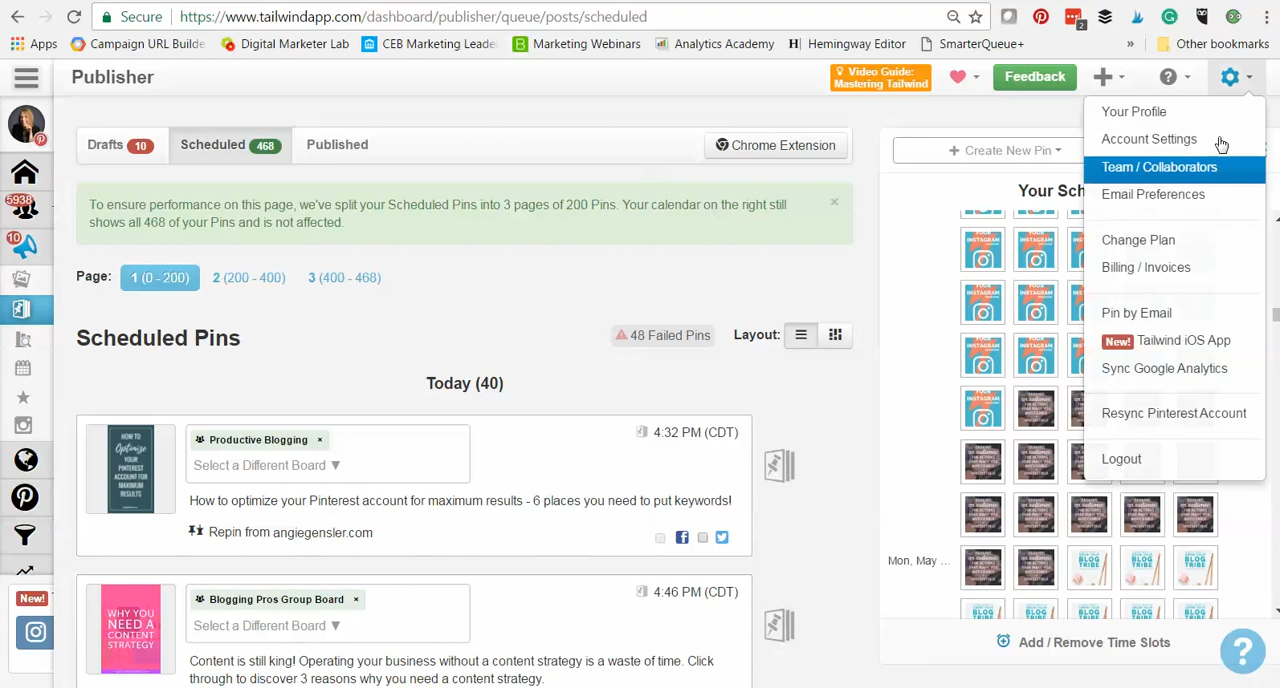 Secure
https://www.tailwindapp.com/dashboard/publisher/queue/posts/scheduled
2
Apps
Campaign URL Builde
Digital Marketer Lab
CEB Marketing Leade
Marketing Webinars
Analytics Academy
Hemingway Editor
SmarterQueue+
»
Other bookmarks
Publisher
Video Guide:
Mastering Tailwind
Feedback
Your Profile
Account Settings
Team / Collaborators
Email Preferences
Change Plan
Billing / Invoices
Pin by Email
New! Tailwind iOS App
Sync Google Analytics
Resync Pinterest Account
Logout
5938
10
New!
Drafts 10
Scheduled 468
Published
Chrome Extension
+ Create New Pin
To ensure performance on this page, we've split your Scheduled Pins into 3 pages of 200 Pins. Your calendar on the right still
shows all 468 of your Pins and is not affected.
×
Page:
1 (0 - 200)
2 (200 - 400)
3 (400 - 468)
Scheduled Pins
48 Failed Pins
Layout:
Today (40)
HOW TO
Optimize
YOUR
PINTEREST
ACCOUNT FOR
MAXIMUM
RESULTS
Productive Blogging ×
Select a Different Board ▼
4:32 PM (CDT)
How to optimize your Pinterest account for maximum results - 6 places you need to put keywords!
Repin from angiegensler.com
WHY YOU
NEED A
CONTENT
STRATEGY
Blogging Pros Group Board ×
Select a Different Board ▼
4:46 PM (CDT)
Content is still king! Operating your business without a content strategy is a waste of time. Click
through to discover 3 reasons why you need a content strategy.
Your Sch
Mon, May ...
Add / Remove Time Slots
?